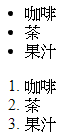 • 咖啡
• 茶
• 果汁
1. 咖啡
2. 茶
3. 果汁